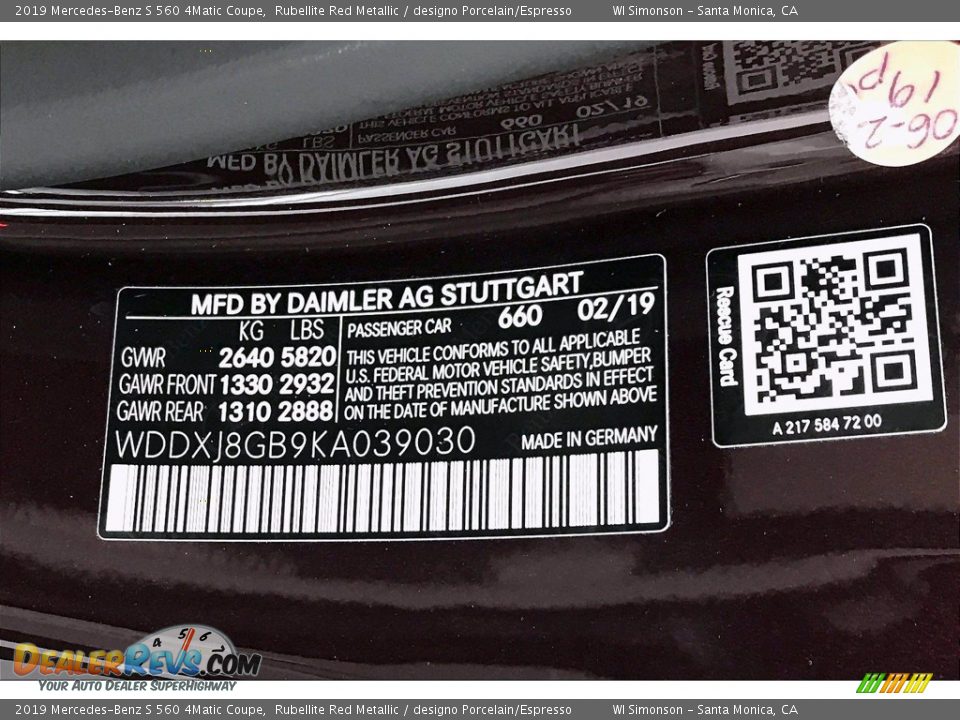 2019 Mercedes-Benz S 560 4Matic Coupe, Rubellite Red Metallic / designo Porcelain/Espresso WI Simonson - Santa Monica, CA
06-2
MFD BY DAIMLER AG STUTTGART
KG LBS PASSENGER CAR 660 02/19
GVWR 2640 5820
GAWR FRONT 1330 2932
GAWR REAR 1310 2888
THIS VEHICLE CONFORMS TO ALL APPLICABLE
U.S. FEDERAL MOTOR VEHICLE SAFETY,BUMPER
AND THEFT PREVENTION STANDARDS IN EFFECT
ON THE DATE OF MANUFACTURE SHOWN ABOVE
WDDXJ8GB9KA039030 MADE IN GERMANY
Rescue Card
A 217 584 72 00
4 5 6
DEALERREVS.COM
YOUR AUTO DEALER SUPERHIGHWAY
2019 Mercedes-Benz S 560 4Matic Coupe, Rubellite Red Metallic / designo Porcelain/Espresso WI Simonson - Santa Monica, CA